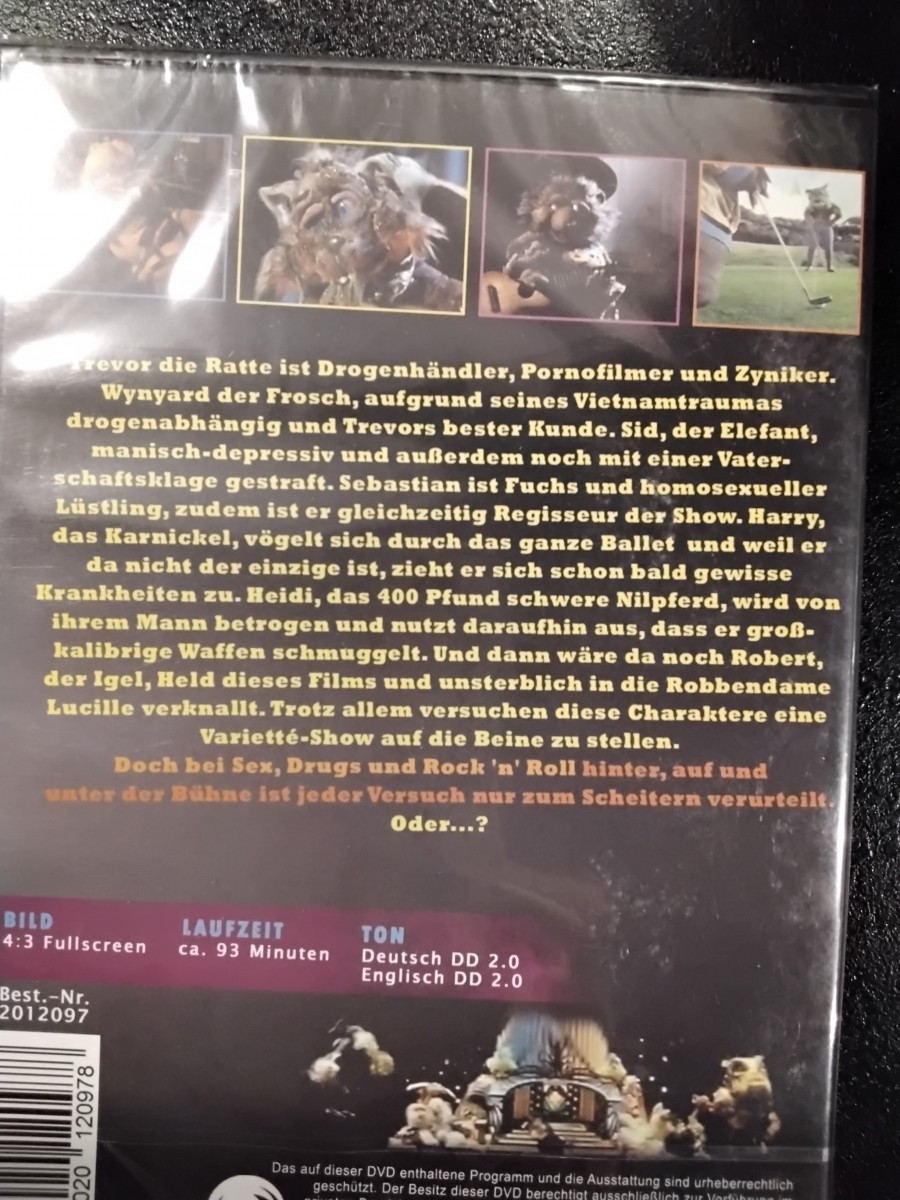 Trevor die Ratte ist Drogenhändler, Pornofilmer und Zyniker.
Wynyard der Frosch, aufgrund seines Vietnamtraumas
drogenabhängig und Trevors bester Kunde. Sid, der Elefant,
manisch-depressiv und außerdem noch mit einer Vater-
schaftsklage gestraft. Sebastian ist Fuchs und homosexueller
Lüstling, zudem ist er gleichzeitig Regisseur der Show. Harry,
das Karnickel, vögelt sich durch das ganze Ballet und weil er
da nicht der einzige ist, zieht er sich schon bald gewisse
Krankheiten zu. Heidi, das 400 Pfund schwere Nilpferd, wird von
ihrem Mann betrogen und nutzt daraufhin aus, dass er groß-
kalibrige Waffen schmuggelt. Und dann wäre da noch Robert,
der Igel, Held dieses Films und unsterblich in die Robbendame
Lucille verknallt. Trotz allem versuchen diese Charaktere eine
Varietté-Show auf die Beine zu stellen.
Doch bei Sex, Drugs und Rock 'n' Roll hinter, auf und
unter der Bühne ist jeder Versuch nur zum Scheitern verurteilt.
Oder...?
BILD
4:3 Fullscreen
LAUFZEIT
ca. 93 Minuten
TON
Deutsch DD 2.0
Englisch DD 2.0
Best.-Nr.
2012097
020 120978
Das auf dieser DVD enthaltene Programm und die Ausstattung sind urheberrechtlich
geschützt. Der Besitz dieser DVD berechtigt ausschließlich zur Vorführung im